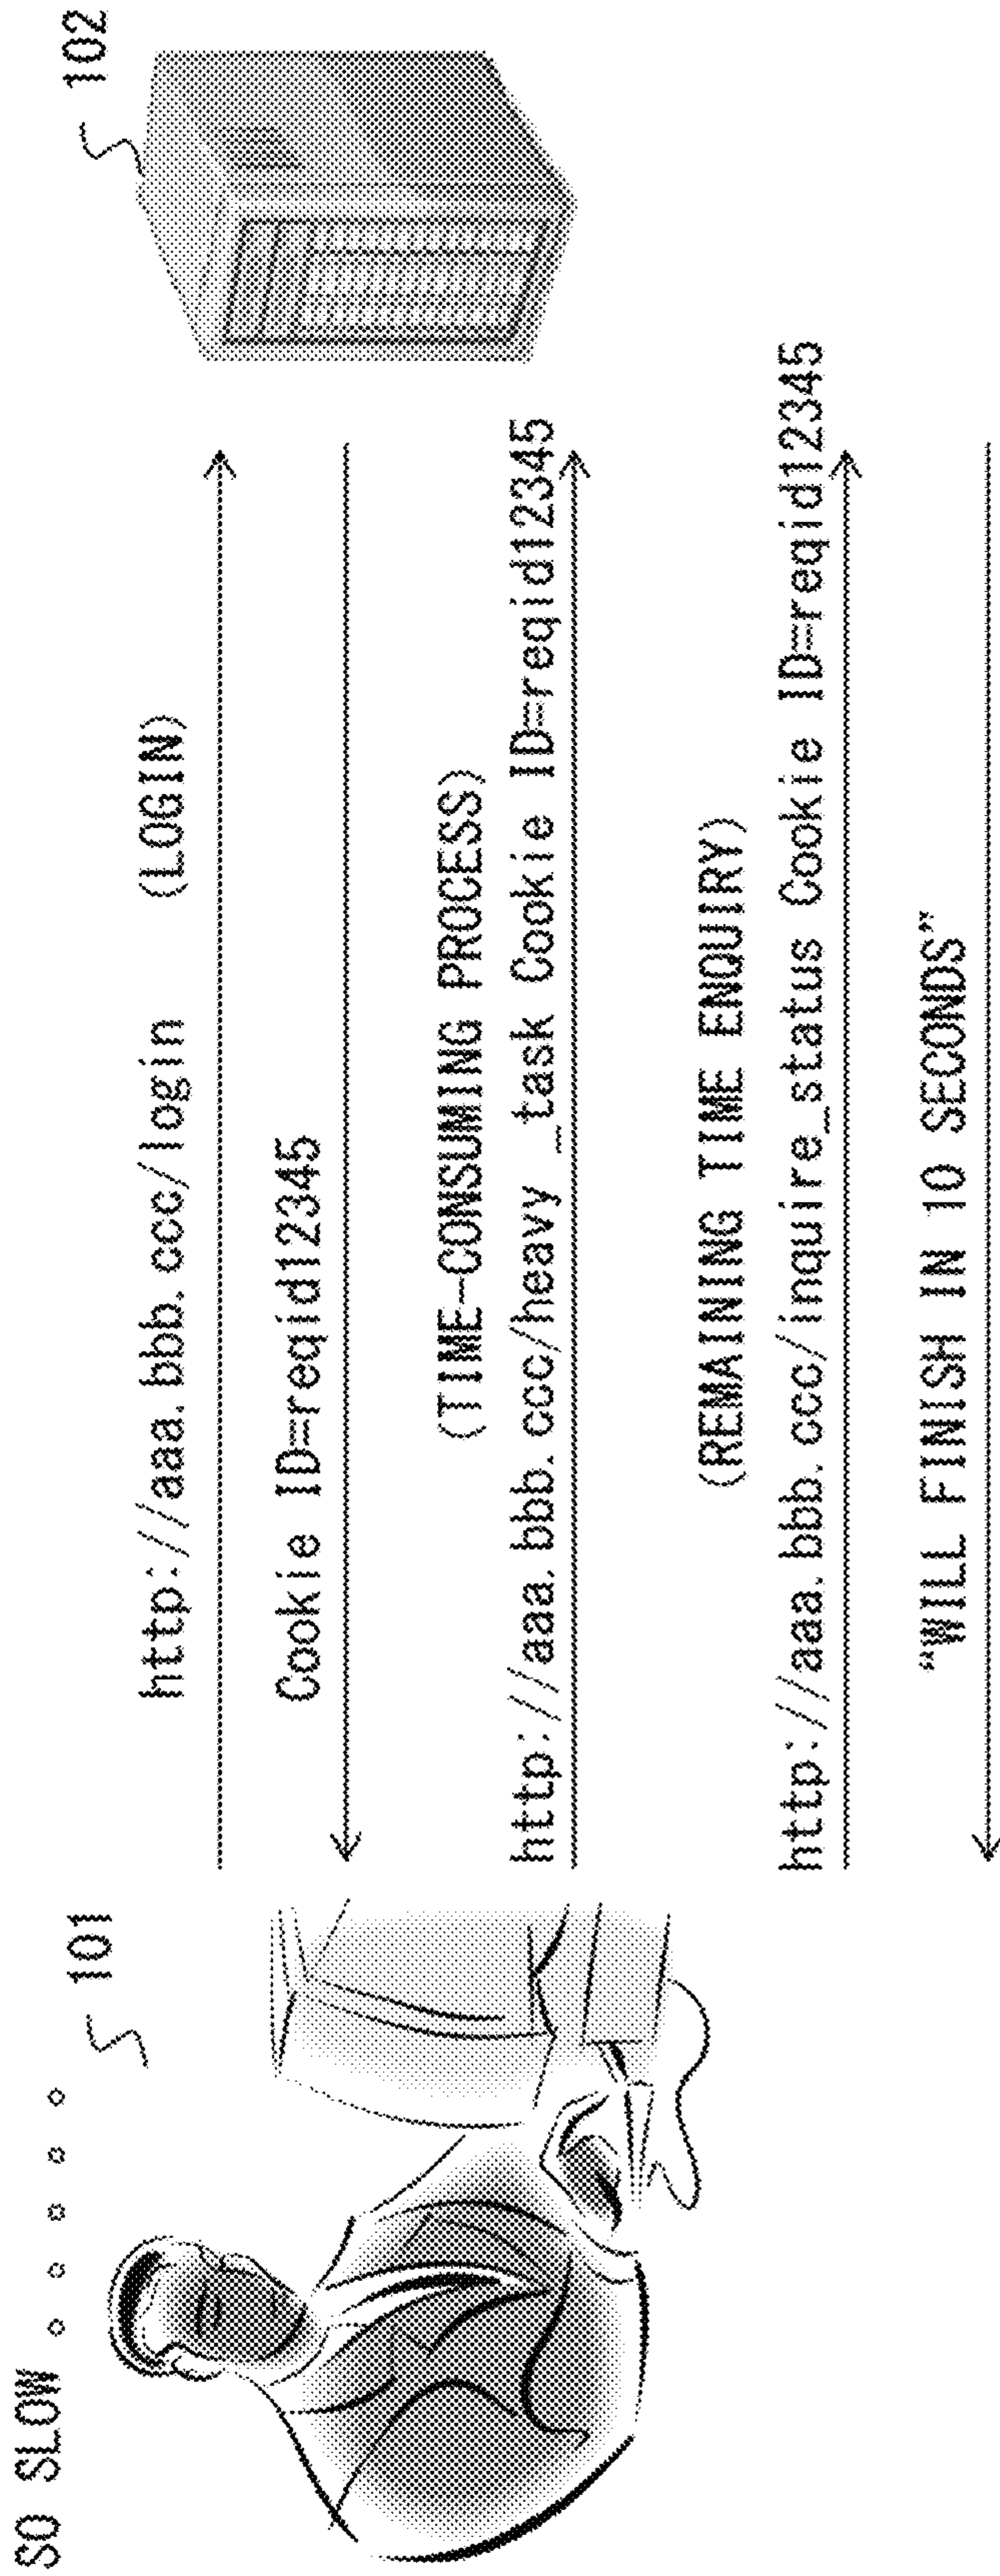 SO SLOW
101
102
http://aaa.bbb.ccc/login (LOGIN)
Cookie ID=reqid12345
(TIME-CONSUMING PROCESS)
http://aaa.bbb.ccc/heavy_task Cookie ID=reqid12345
(REMAINING TIME ENQUIRY)
http://aaa.bbb.ccc/inquire_status Cookie ID=reqid12345
“WILL FINISH IN 10 SECONDS”